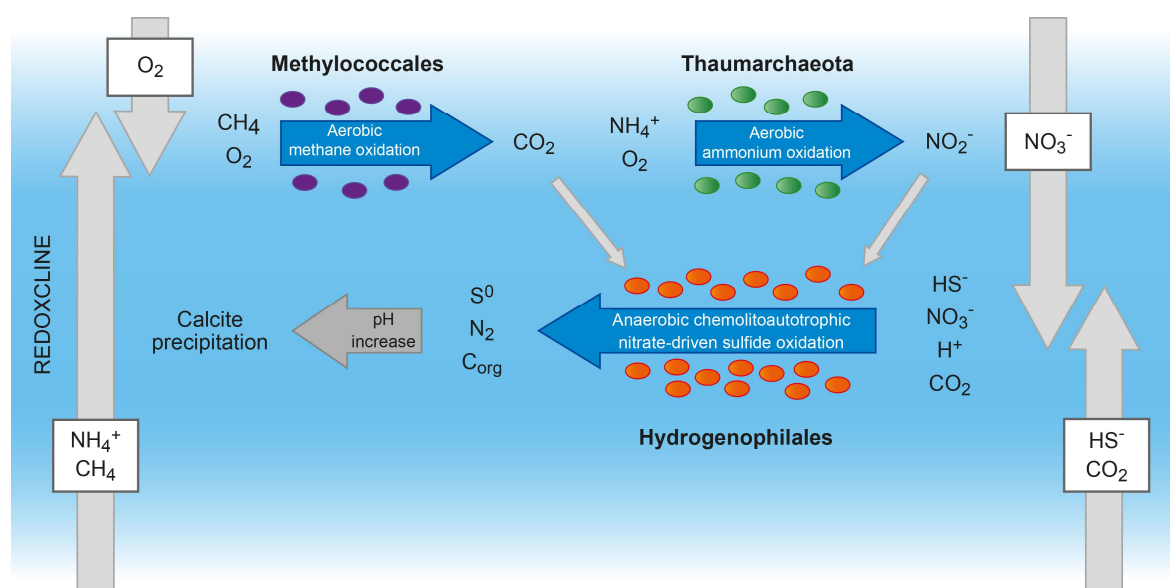 O₂
Methylococcales
CH₄
O₂
Aerobic
methane oxidation
CO₂
Thaumarchaeota
NH₄⁺
O₂
Aerobic
ammonium oxidation
NO₂⁻
NO₃⁻
REDOXCLINE
Calcite
precipitation
pH
increase
S⁰
N₂
Corg
Anaerobic chemolitoautotrophic
nitrate-driven sulfide oxidation
HS⁻
NO₃⁻
H⁺
CO₂
Hydrogenophilales
NH₄⁺
CH₄
HS⁻
CO₂